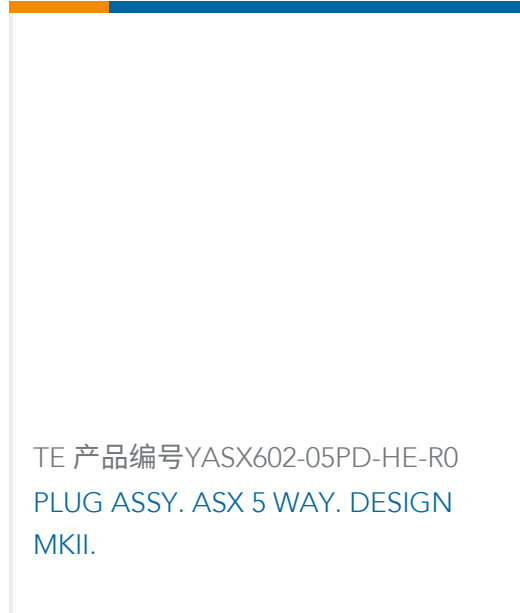 TE 产品编号YASX602-05PD-HE-R0
PLUG ASSY. ASX 5 WAY. DESIGN
MKII.